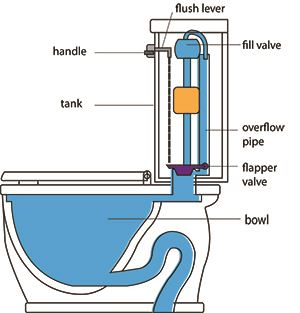 flush lever
handle
fill valve
tank
overflow
pipe
flapper
valve
bowl